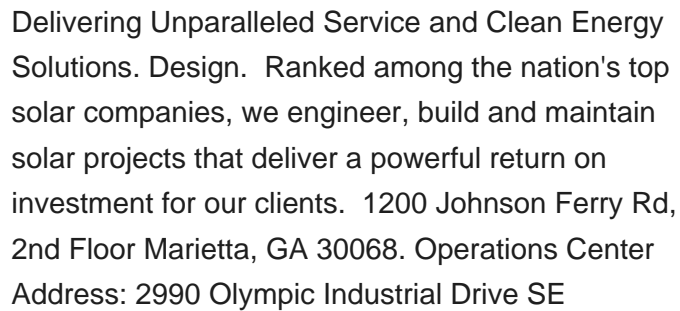 Delivering Unparalleled Service and Clean Energy
Solutions. Design.  Ranked among the nation's top
solar companies, we engineer, build and maintain
solar projects that deliver a powerful return on
investment for our clients.  1200 Johnson Ferry Rd,
2nd Floor Marietta, GA 30068. Operations Center
Address: 2990 Olympic Industrial Drive SE